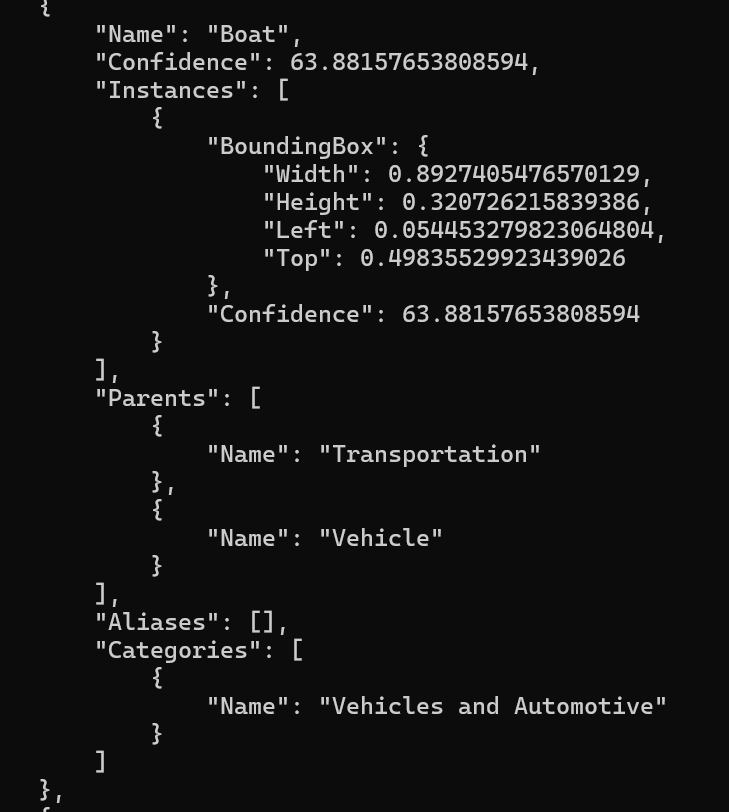 {
"Name": "Boat",
"Confidence": 63.88157653808594,
"Instances": [
{
"BoundingBox": {
"Width": 0.8927405476570129,
"Height": 0.320726215839386,
"Left": 0.054453279823064804,
"Top": 0.49835529923439026
},
"Confidence": 63.88157653808594
}
],
"Parents": [
{
"Name": "Transportation"
},
{
"Name": "Vehicle"
}
],
"Aliases": [],
"Categories": [
{
"Name": "Vehicles and Automotive"
}
]
},
{